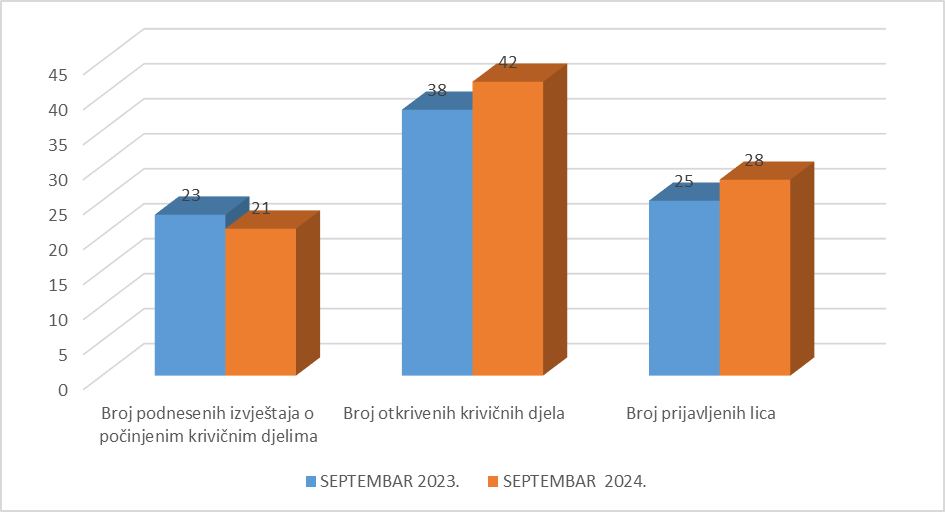 45
40
35
30
25
20
15
10
5
0
23
21
38
42
25
28
Broj podnesenih izvještaja o
počinjenim krivičnim djelima
Broj otkrivenih krivičnih djela
Broj prijavljenih lica
SEPTEMBAR 2023.
SEPTEMBAR 2024.